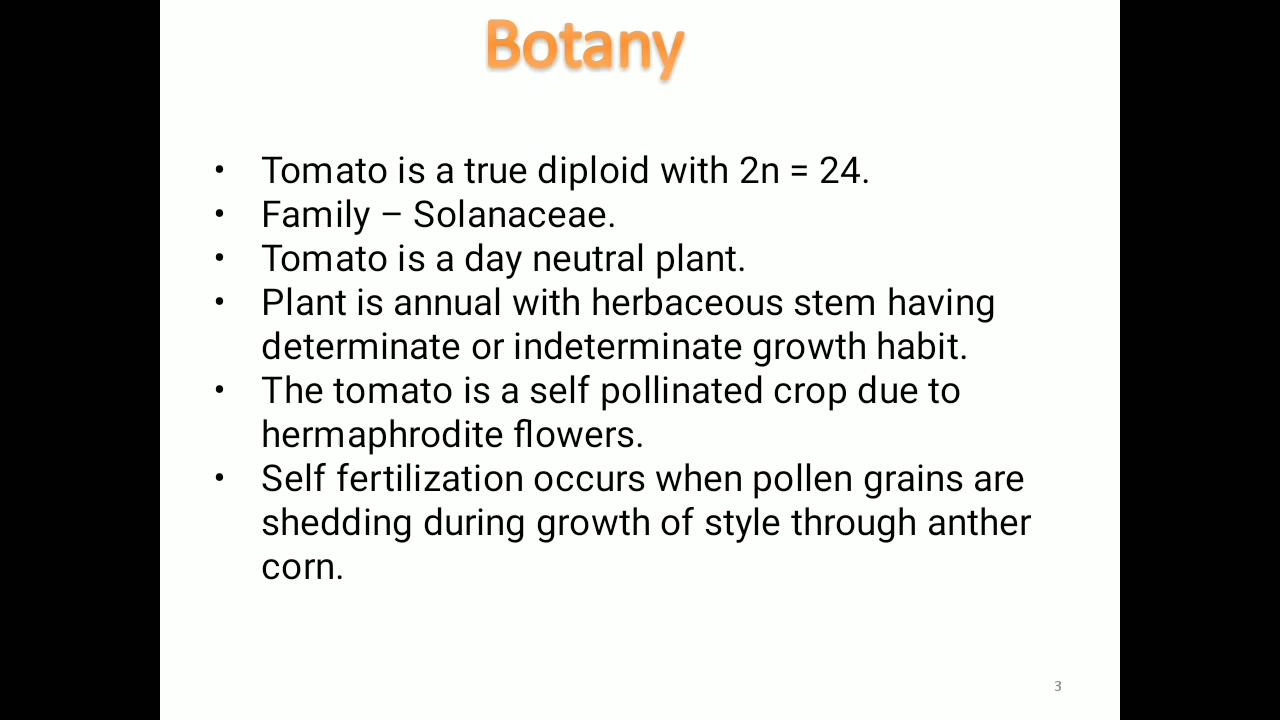 Botany
• Tomato is a true diploid with 2n = 24.
• Family – Solanaceae.
• Tomato is a day neutral plant.
• Plant is annual with herbaceous stem having
determinate or indeterminate growth habit.
• The tomato is a self pollinated crop due to
hermaphrodite flowers.
• Self fertilization occurs when pollen grains are
shedding during growth of style through anther
corn.
3